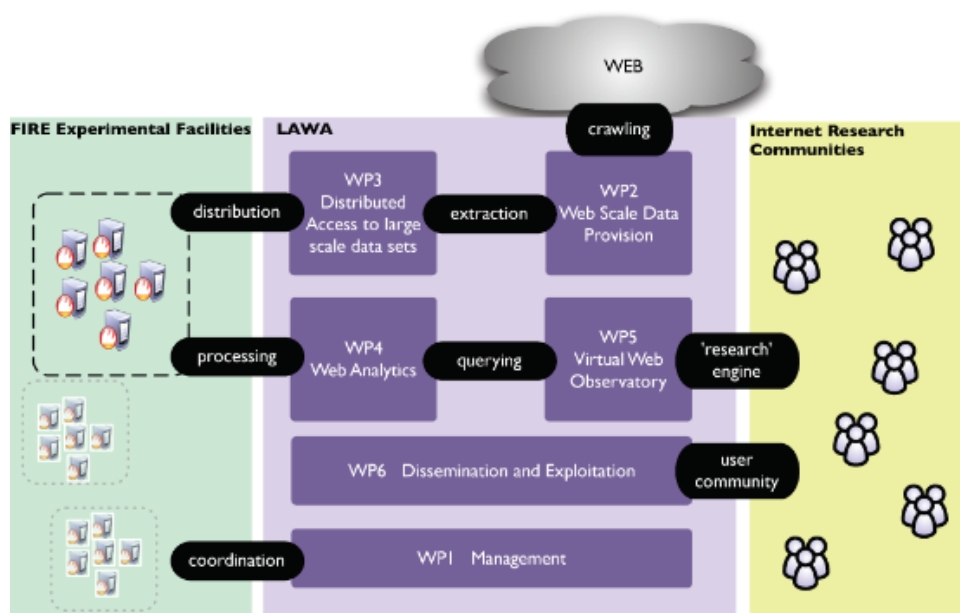 WEB
FIRE Experimental Facilities
LAWA
crawling
Internet Research
Communities
distribution
WP3
Distributed
Access to large
scale data sets
extraction
WP2
Web Scale Data
Provision
processing
WP4
Web Analytics
querying
WP5
Virtual Web
Observatory
'research'
engine
WP6 Dissemination and Exploitation
user
community
coordination
WP1 Management